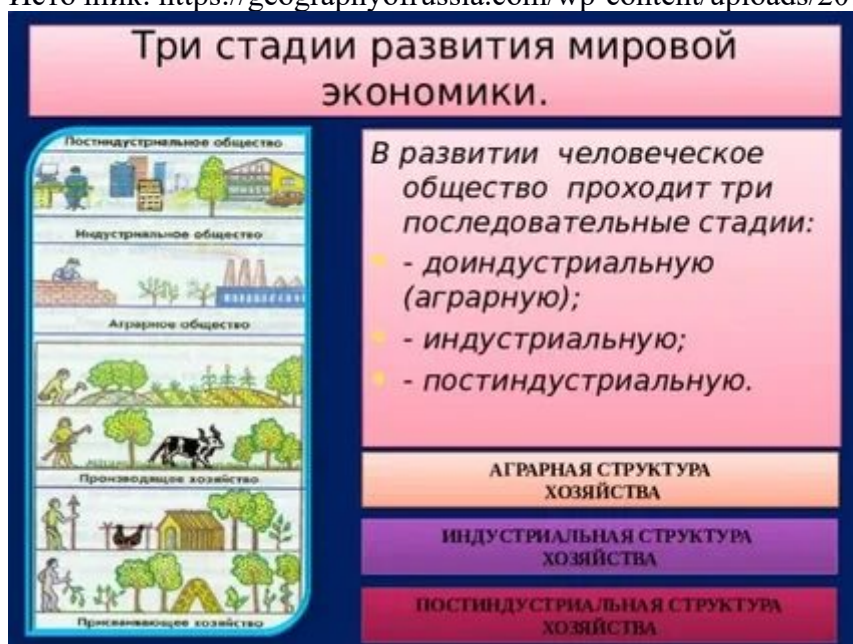 Источник: https://geographyofrussia.com/wp-content/uploads/20
Три стадии развития мировой
экономики.
Постиндустриальное общество
Индустриальное общество
Аграрное общество
Производящее хозяйство
Присваивающее хозяйство
В развитии человеческое
общество проходит три
последовательные стадии:
- доиндустриальную
(аграрную);
- индустриальную;
- постиндустриальную.
АГРАРНАЯ СТРУКТУРА
ХОЗЯЙСТВА
ИНДУСТРИАЛЬНАЯ СТРУКТУРА
ХОЗЯЙСТВА
ПОСТИНДУСТРИАЛЬНАЯ СТРУКТУРА
ХОЗЯЙСТВА